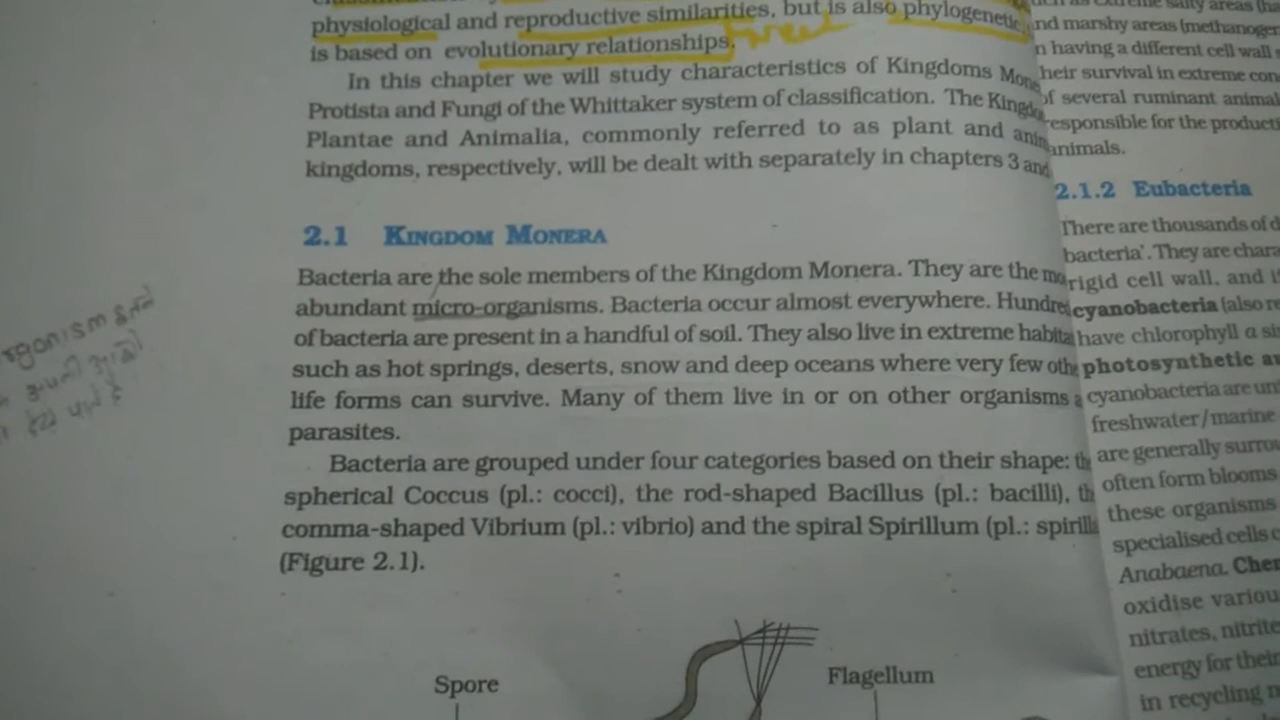 physiological and reproductive similarities, but is also phylogenetic,
is based on evolutionary relationships.
In this chapter we will study characteristics of Kingdoms Mone
Protista and Fungi of the Whittaker system of classification. The Kingdo
Plantae and Animalia, commonly referred to as plant and anim
kingdoms, respectively, will be dealt with separately in chapters 3 and
2.1 KINGDOM MONERA
Bacteria are the sole members of the Kingdom Monera. They are the mo
abundant micro-organisms. Bacteria occur almost everywhere. Hundre
of bacteria are present in a handful of soil. They also live in extreme habita
such as hot springs, deserts, snow and deep oceans where very few othe
life forms can survive. Many of them live in or on other organisms a
parasites.
Bacteria are grouped under four categories based on their shape: th
spherical Coccus (pl.: cocci), the rod-shaped Bacillus (pl.: bacilli), th
comma-shaped Vibrium (pl.: vibrio) and the spiral Spirillum (pl.: spirilla
(Figure 2.1).
Spore
Flagellum
rganism
nd marshy areas (methanogen
n having a different cell wall s
heir survival in extreme con
of several ruminant animal
responsible for the producti
animals.
2.1.2 Eubacteria
There are thousands of d
bacteria'. They are chara
rigid cell wall, and i
cyanobacteria (also re
have chlorophyll a si
photosynthetic au
cyanobacteria are uni
freshwater/marine
are generally surrou
often form blooms
these organisms
specialised cells c
Anabaena. Chem
oxidise variou
nitrates, nitrite
energy for their
in recycling n